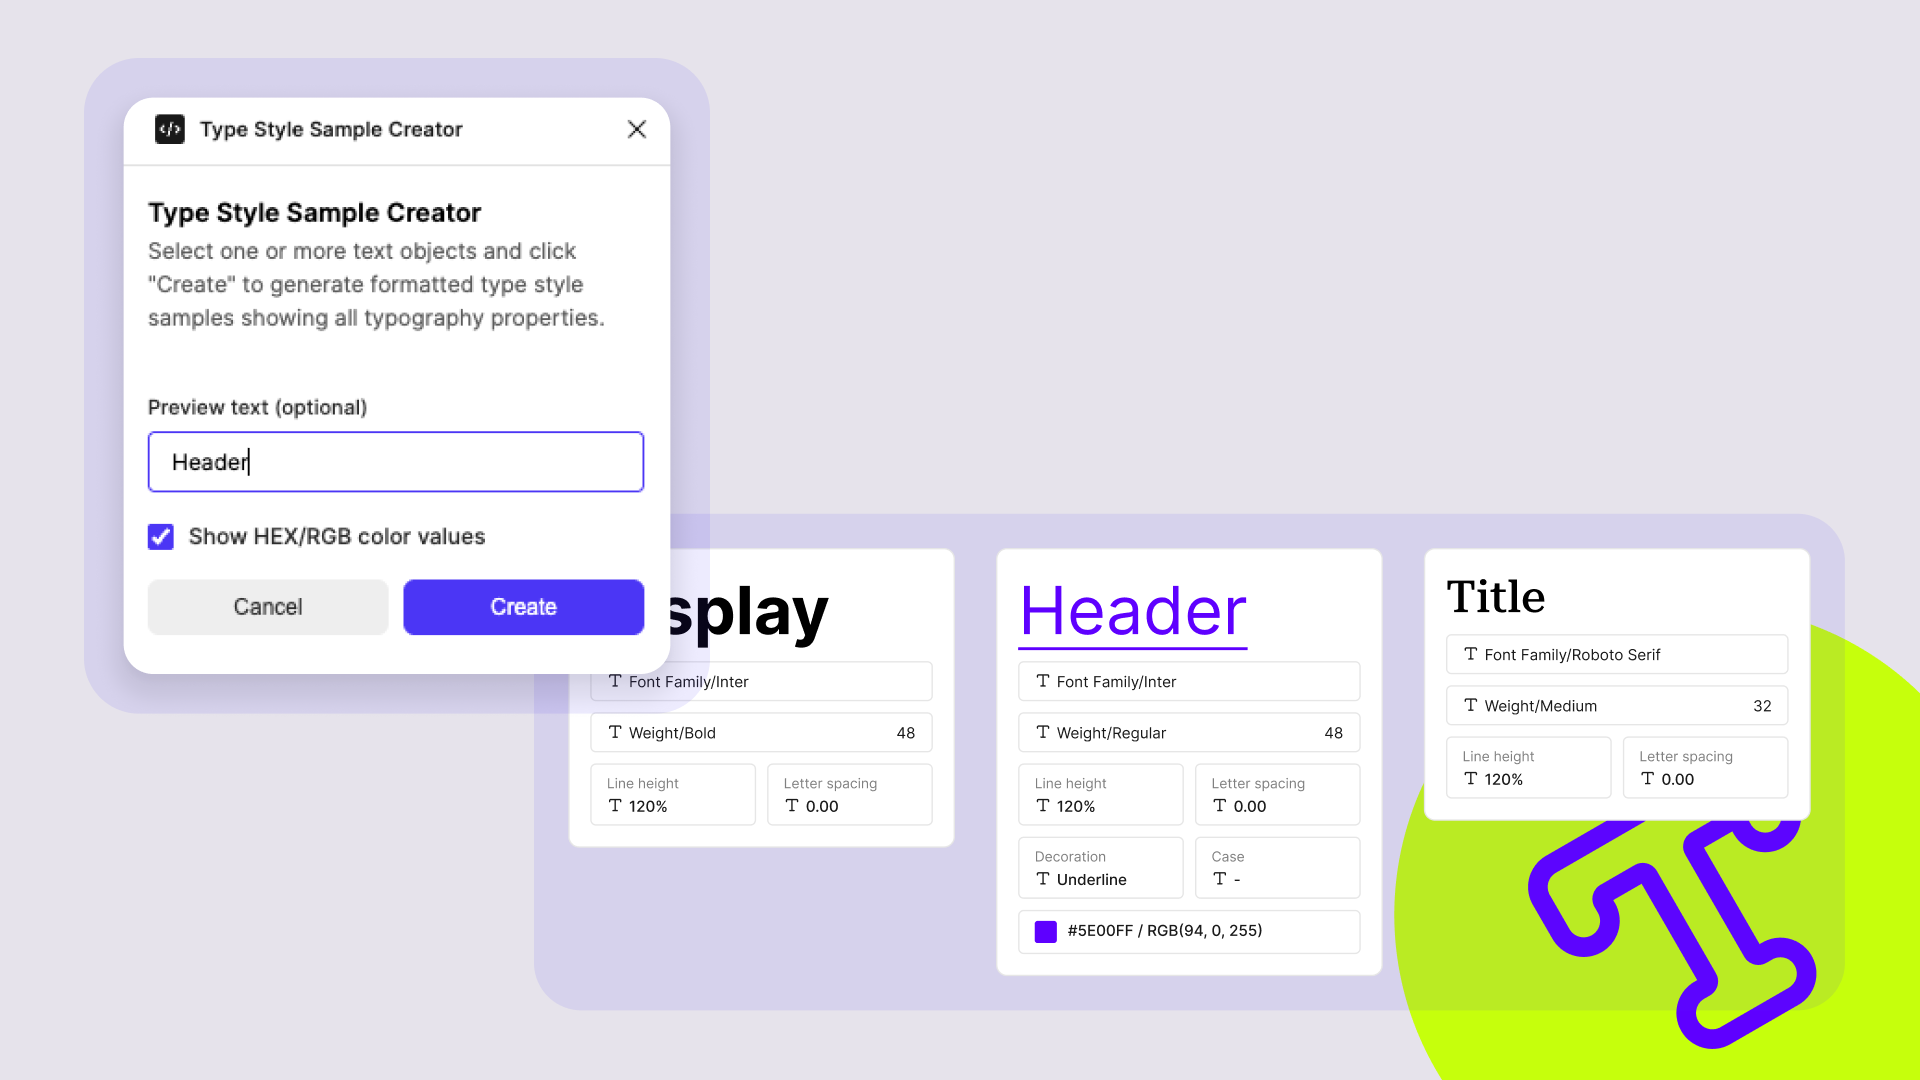 Type Style Sample Creator
Type Style Sample Creator
Select one or more text objects and click
"Create" to generate formatted type style
samples showing all typography properties.
Preview text (optional)
Header
Show HEX/RGB color values
Cancel
Create
splay
Font Family/Inter
Weight/Bold 48
Line height
120%
Letter spacing
0.00
Header
Font Family/Inter
Weight/Regular 48
Line height
120%
Letter spacing
0.00
Decoration
Underline
Case
-
#5E00FF / RGB(94, 0, 255)
Title
Font Family/Roboto Serif
Weight/Medium 32
Line height
120%
Letter spacing
0.00